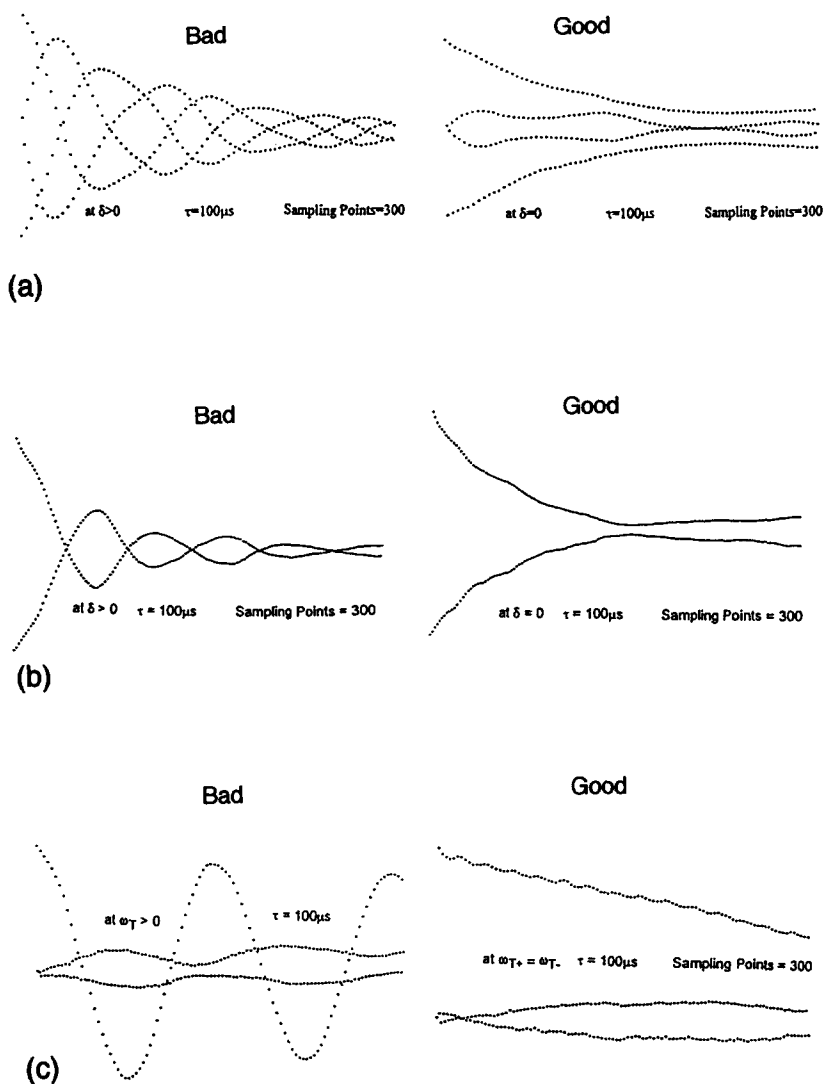 Bad
Good
at δ>0 τ=100μs Sampling Points=300
at δ=0 τ=100μs Sampling Points=300
(a)
Bad
Good
at δ > 0 τ = 100μs Sampling Points = 300
at δ = 0 τ = 100μs Sampling Points = 300
(b)
Bad
Good
at ωT > 0 τ = 100μs
at ωT+ = ωT- τ = 100μs Sampling Points = 300
(c)